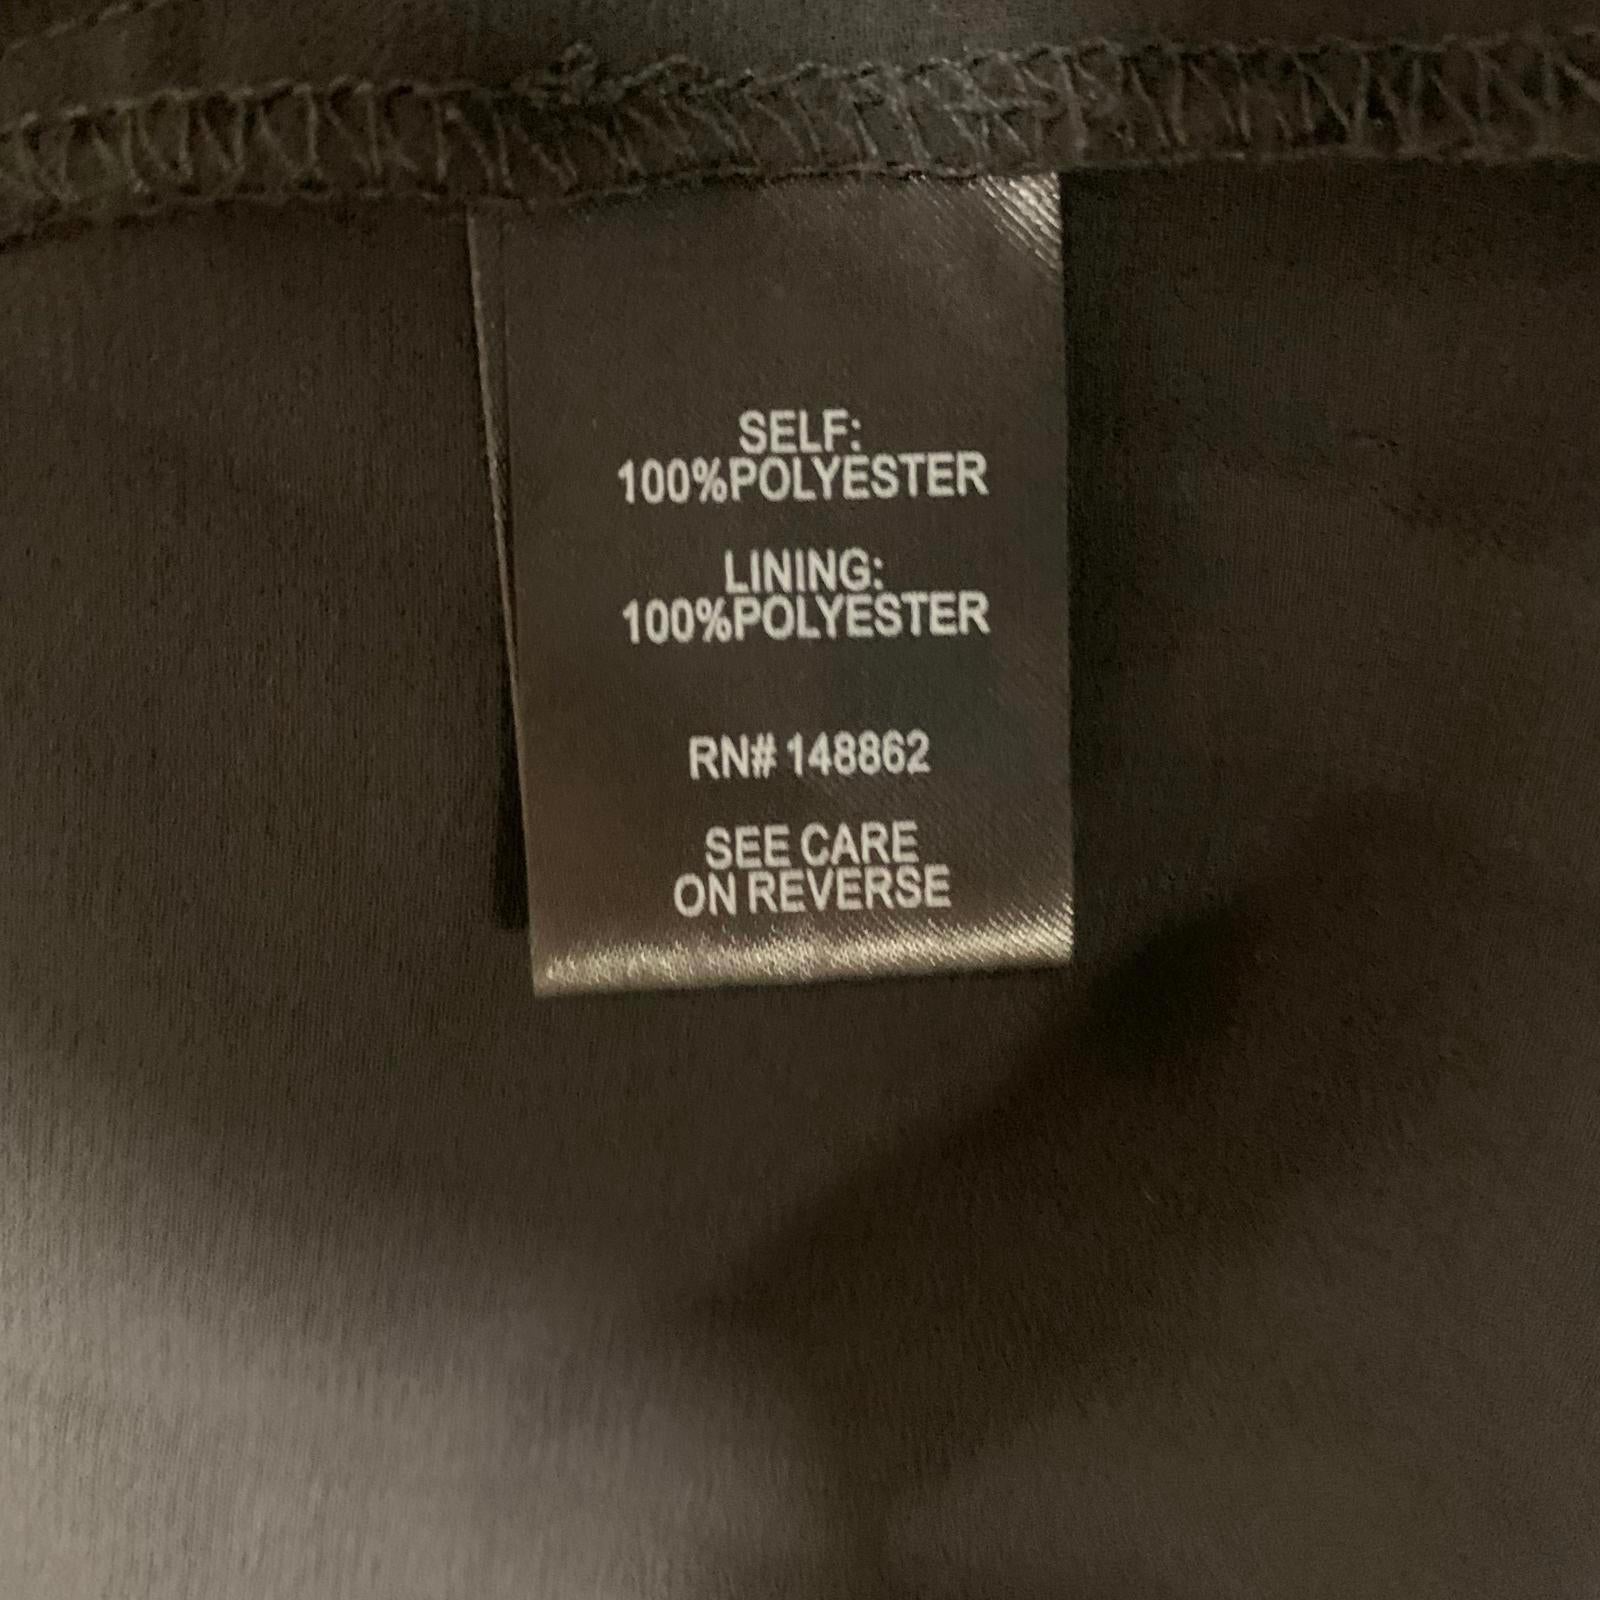 SELF:
100%POLYESTER
LINING:
100%POLYESTER
RN# 148862
SEE CARE
ON REVERSE